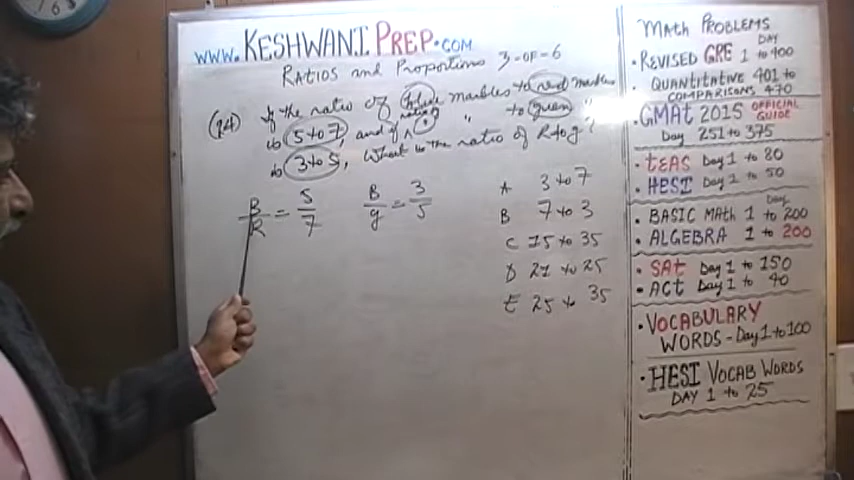 www.KESHWANIPREP.COM
RATIOS and Proportions 3-OF-6
Q4) If the ratio of blue marbles to red marbles
is 5 to 7, and if ratio of " " to green "
is 3 to 5, What is the ratio of R to g?
B/R = 5/7 B/g = 3/5
A 3 to 7
B 7 to 3
C 15 to 35
D 21 to 25
E 25 to 35
MATH PROBLEMS
DAY
• REVISED GRE 1 to 400
• QUANTITATIVE 401 to
COMPARISONS 470
• GMAT 2015 OFFICIAL GUIDE
Day 251 to 375
• tEAS Day 1 to 80
• HESI Day 1 to 50
Day
• BASIC MAth 1 to 200
• ALGEBRA 1 to 200
• SAt Day 1 to 150
• ACt Day 1 to 40
• VOCABULARY
WORDS - Day 1 to 100
• HESI VOCAB WORDS
DAY 1 to 25